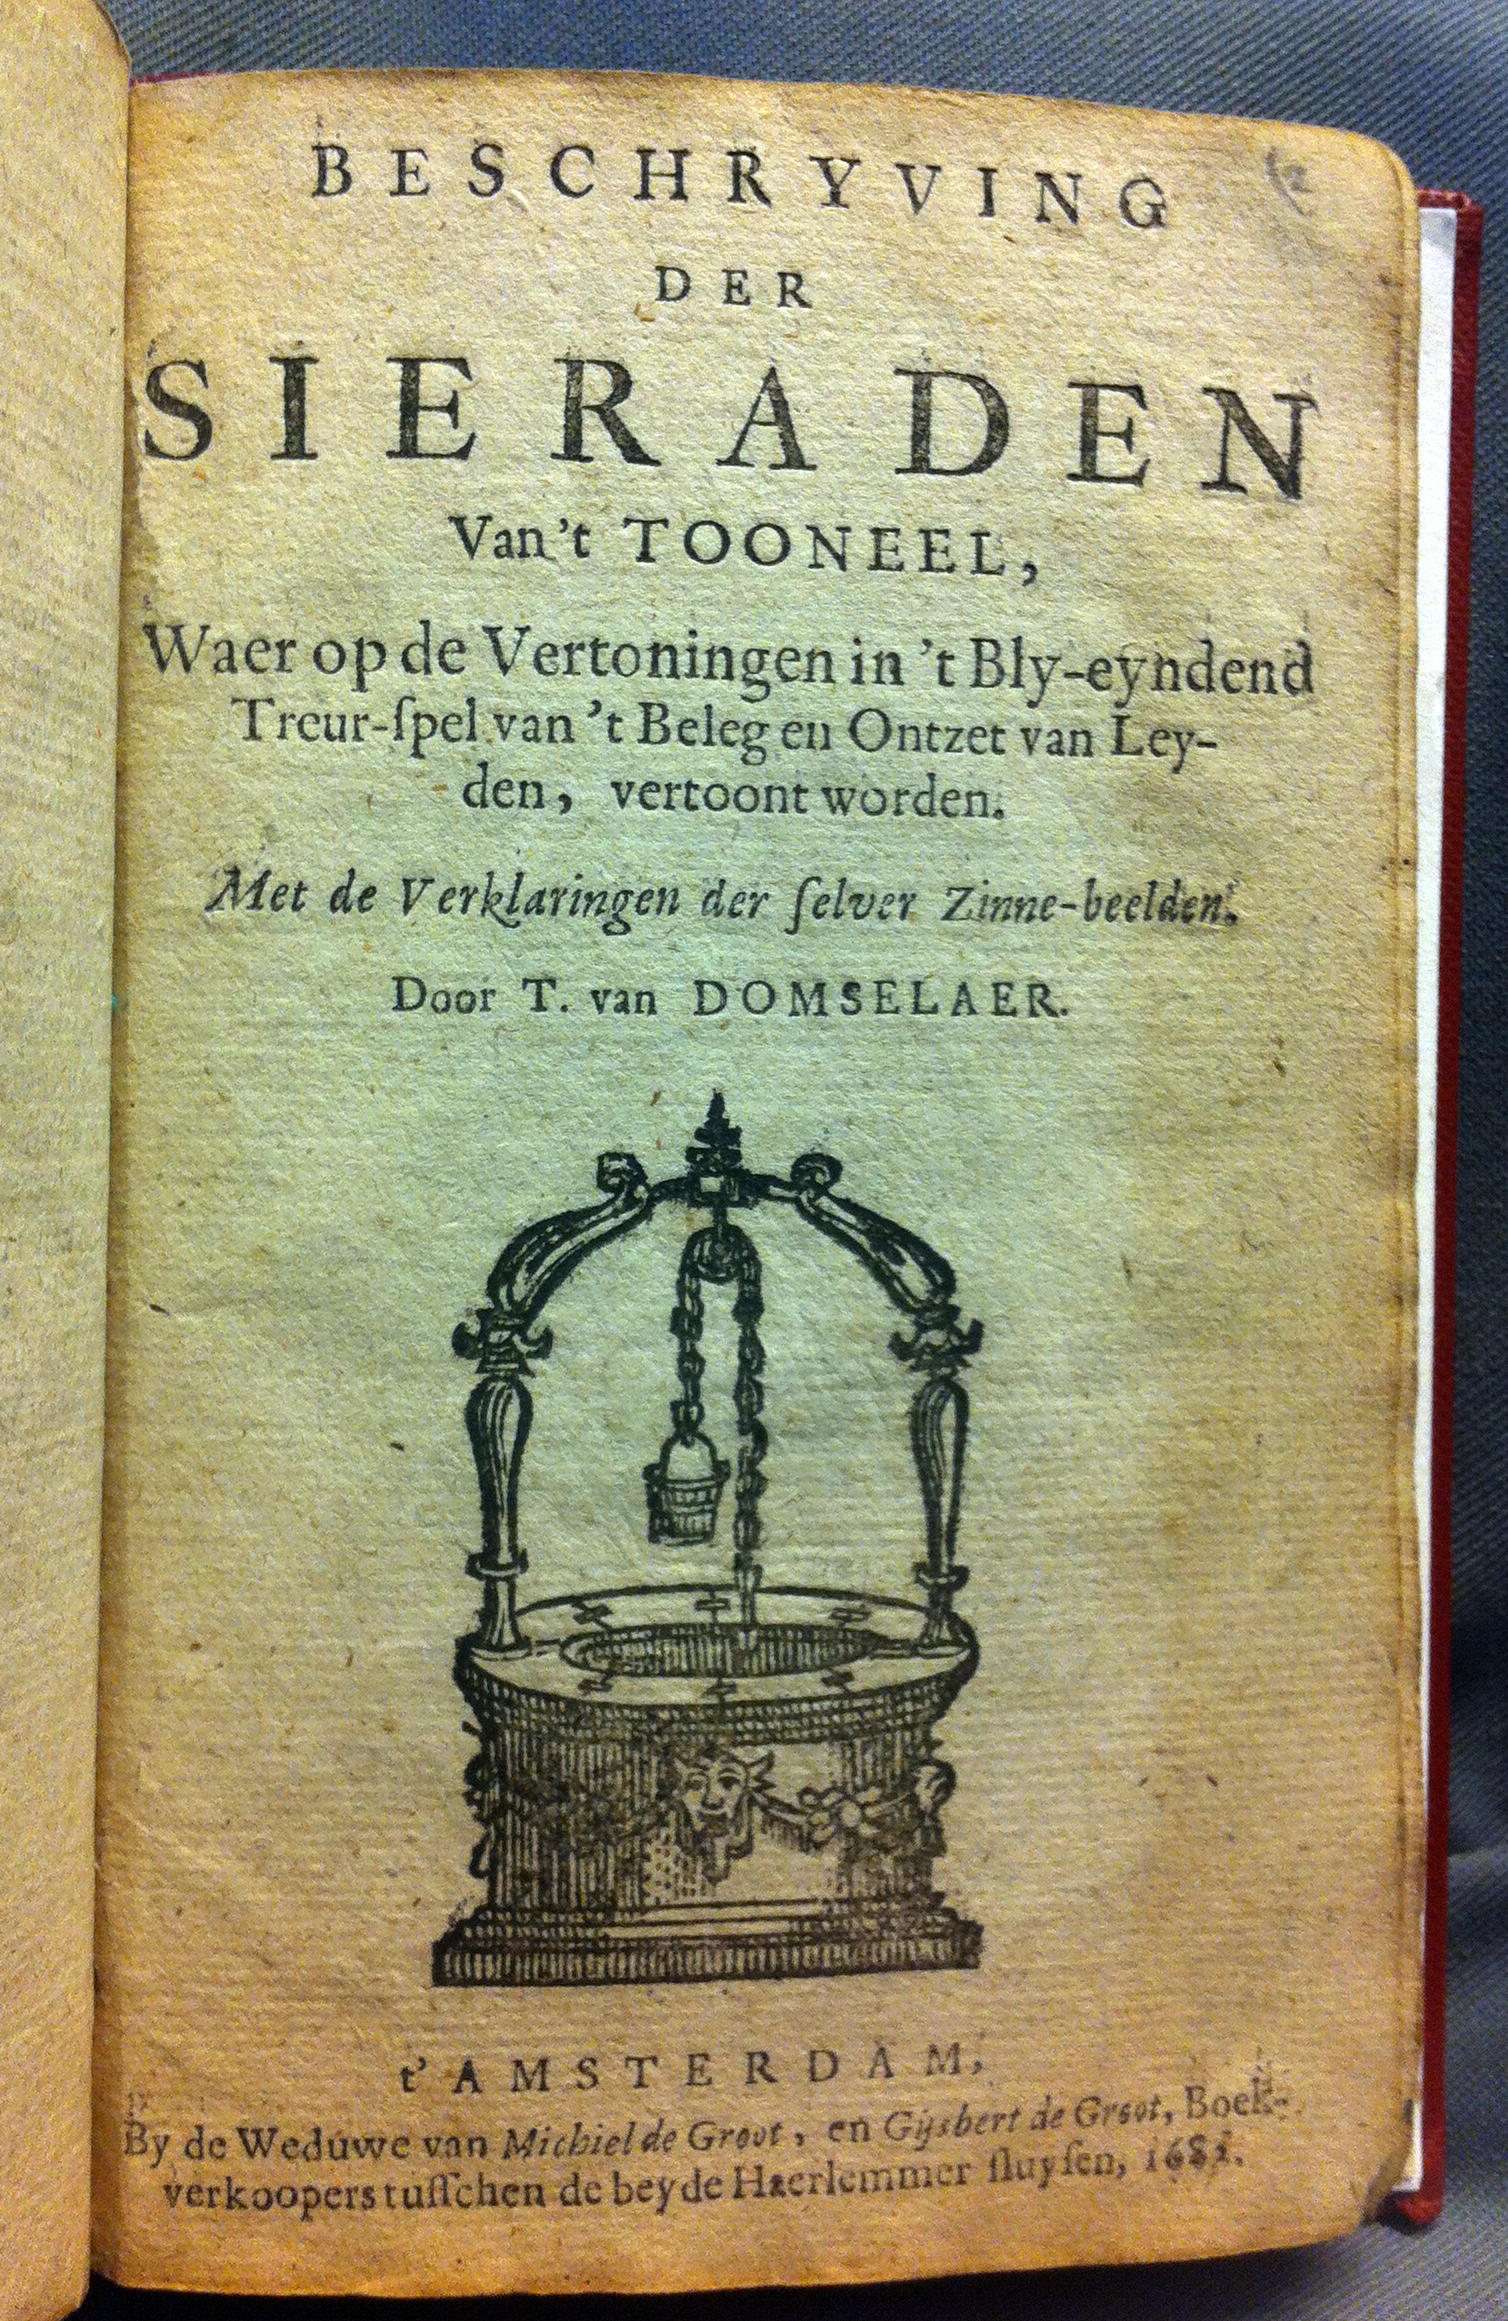 BESCHRYVING
DER
SIERADEN
Van 't TOONEEL,
Waer op de Vertoningen in 't Bly-eyndend
Treur-ſpel van 't Beleg en Ontzet van Ley-
den, vertoont worden.
Met de Verklaringen der ſelver Zinne-beelden.
Door T. van DOMSELAER.
t' AMSTERDAM,
By de Weduwe van Michiel de Groot, en Gijsbert de Groot, Boek-
verkoopers tuſſchen de beyde Haerlemmer ſluyſen,